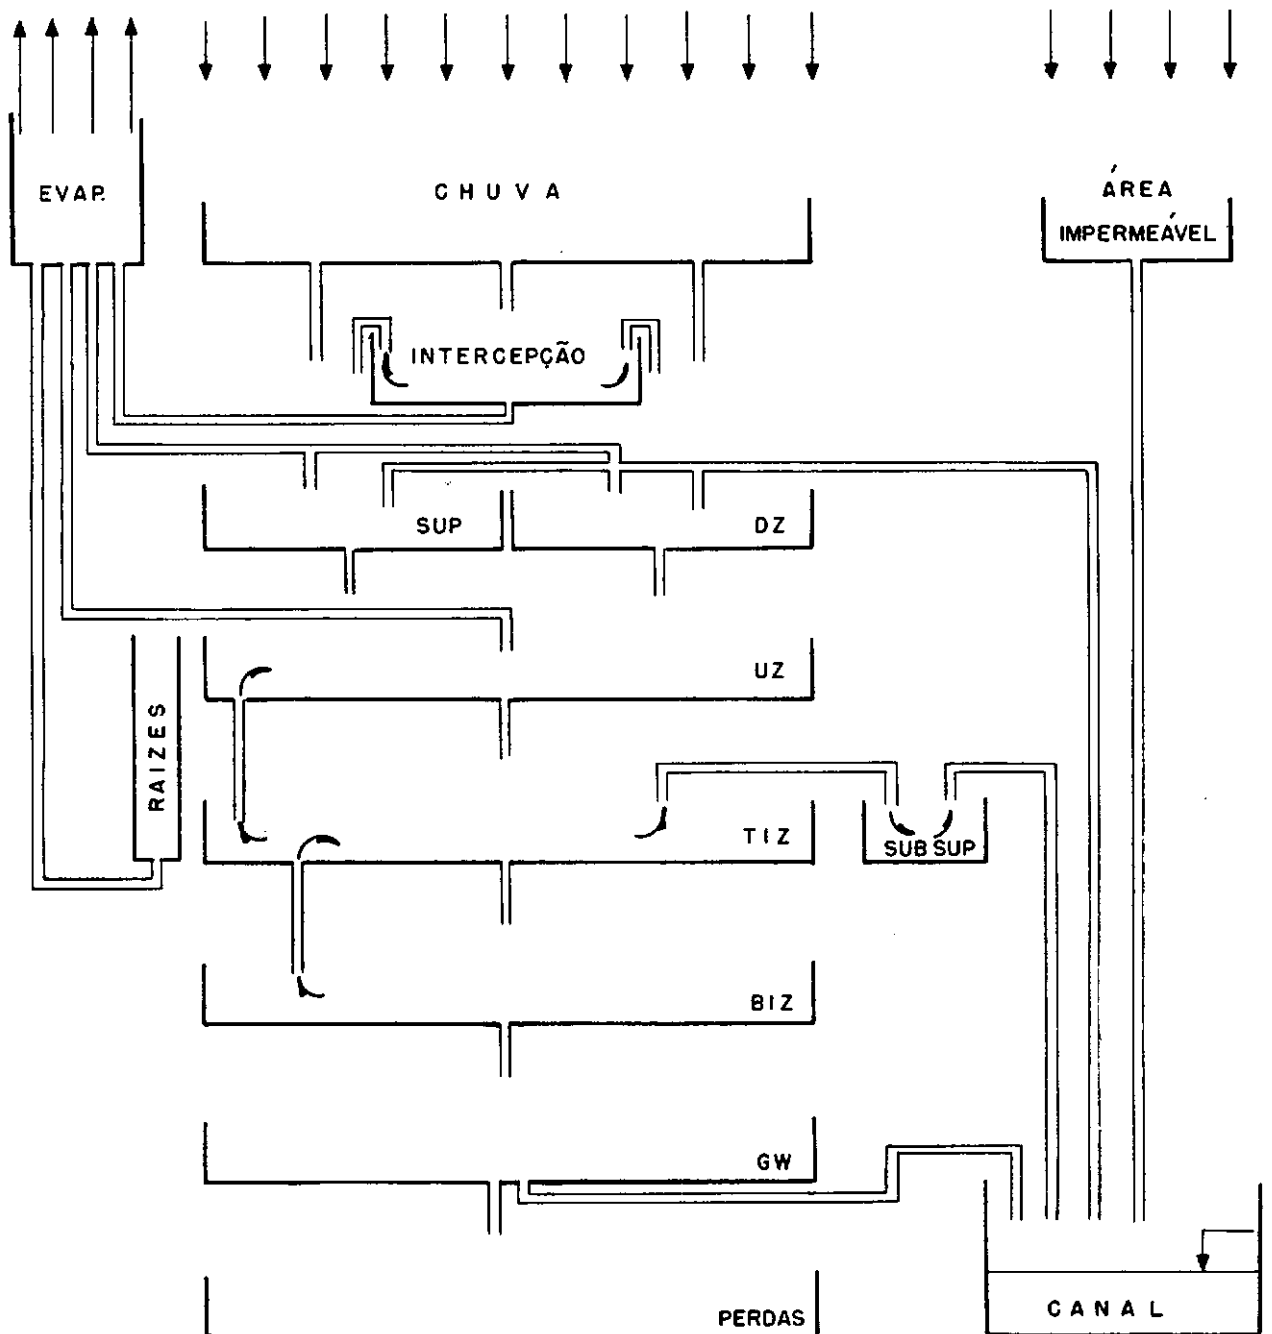 EVAP.
CHUVA
ÁREA
IMPERMEÁVEL
INTERCEPÇÃO
SUP
DZ
UZ
RAIZES
TIZ
SUB SUP
BIZ
GW
PERDAS
CANAL